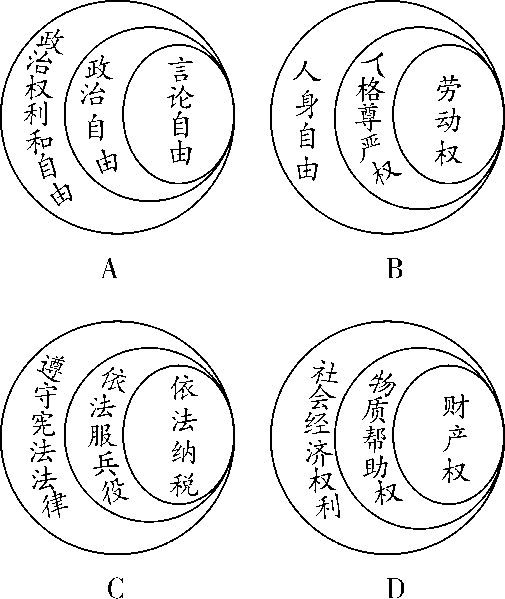 政治权利和自由
政治自由
言论自由
A
人身自由
人格尊严权
劳动权
B
遵守宪法法律
依法服兵役
依法纳税
C
社会经济权利
物质帮助权
财产权
D